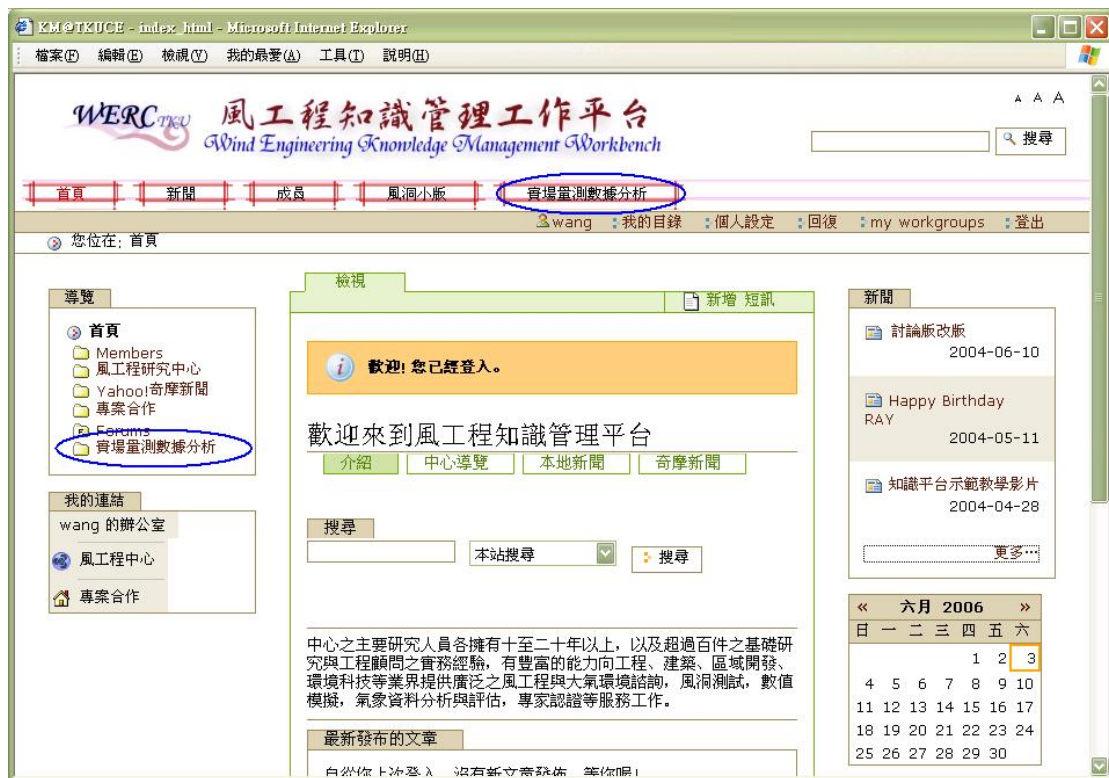 KM@TKUCE - index_html - Microsoft Internet Explorer
檔案(F) 編輯(E) 檢視(V) 我的最愛(A) 工具(T) 說明(H)
A A A
WERC TKU 風工程知識管理工作平台
Wind Engineering Knowledge Management Workbench
搜尋
首頁 新聞 成員 風洞小版 實場量測數據分析
wang 我的目錄 個人設定 回復 my workgroups 登出
您位在: 首頁
導覽
首頁
Members
風工程研究中心
Yahoo!奇摩新聞
專案合作
Forums
實場量測數據分析
我的連結
wang 的辦公室
風工程中心
專案合作
檢視
新增 短訊
歡迎! 您已經登入。
歡迎來到風工程知識管理平台
介紹 中心導覽 本地新聞 奇摩新聞
搜尋
本站搜尋 搜尋
中心之主要研究人員各擁有十至二十年以上，以及超過百件之基礎研
究與工程顧問之實務經驗，有豐富的能力向工程、建築、區域開發、
環境科技等業界提供廣泛之風工程與大氣環境諮詢，風洞測試，數值
模擬，氣象資料分析與評估，專家認證等服務工作。
最新發布的文章
自從你上次登入，沒有新文章發佈，等你喔!
新聞
討論版改版
2004-06-10
Happy Birthday
RAY
2004-05-11
知識平台示範教學影片
2004-04-28
更多…
« 六月 2006 »
日 一 二 三 四 五 六
1 2 3
4 5 6 7 8 9 10
11 12 13 14 15 16 17
18 19 20 21 22 23 24
25 26 27 28 29 30